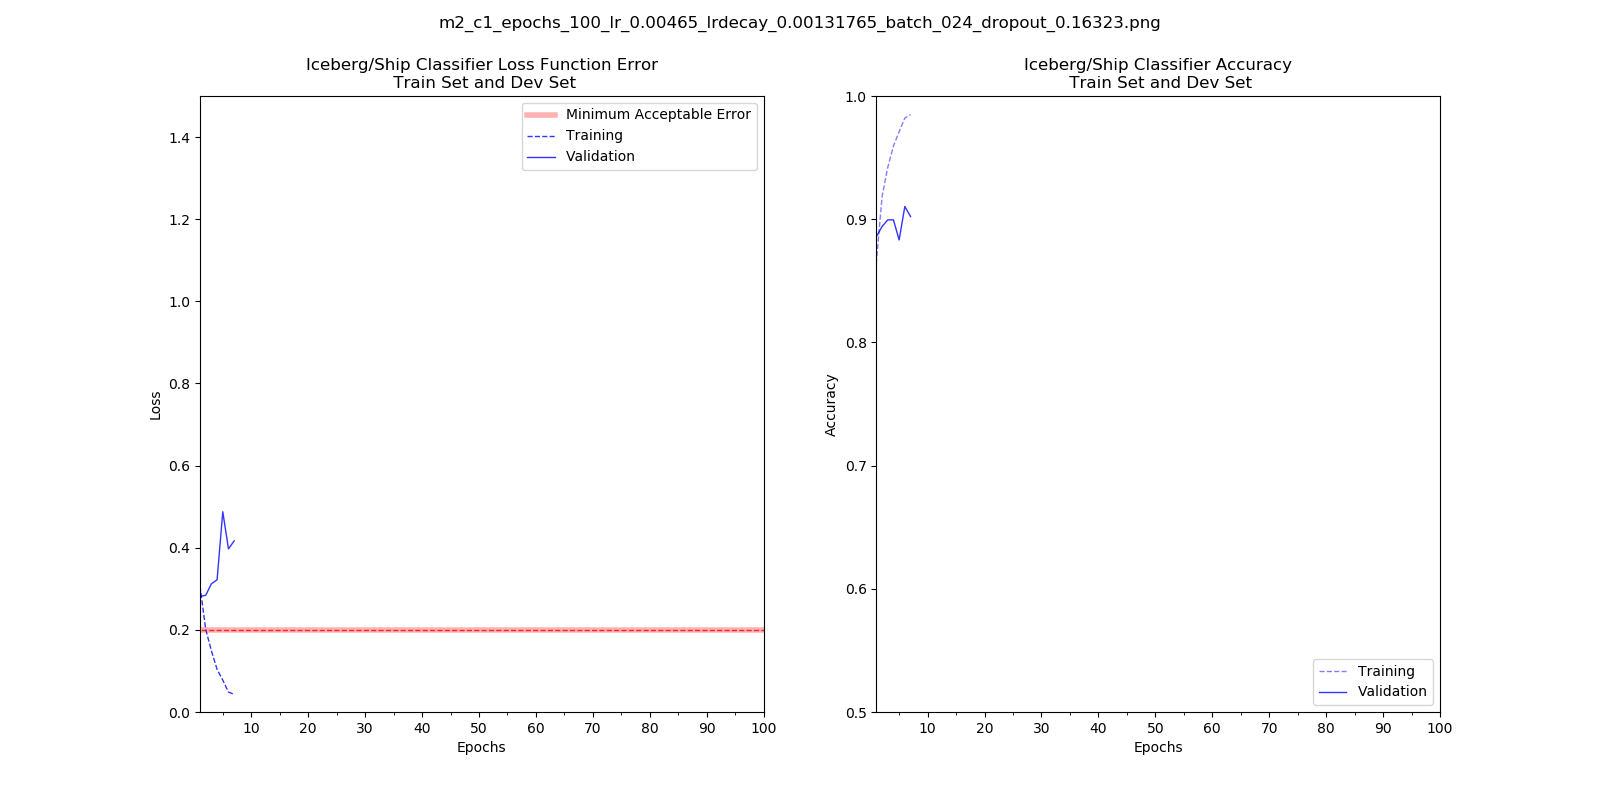 m2_c1_epochs_100_lr_0.00465_lrdecay_0.00131765_batch_024_dropout_0.16323.png
Iceberg/Ship Classifier Loss Function Error
Train Set and Dev Set
1.4
1.2
1.0
0.8
0.6
0.4
0.2
0.0
Loss
Minimum Acceptable Error
Training
Validation
10 20 30 40 50 60 70 80 90 100
Epochs
Iceberg/Ship Classifier Accuracy
Train Set and Dev Set
1.0
0.9
0.8
0.7
0.6
0.5
Accuracy
Training
Validation
10 20 30 40 50 60 70 80 90 100
Epochs